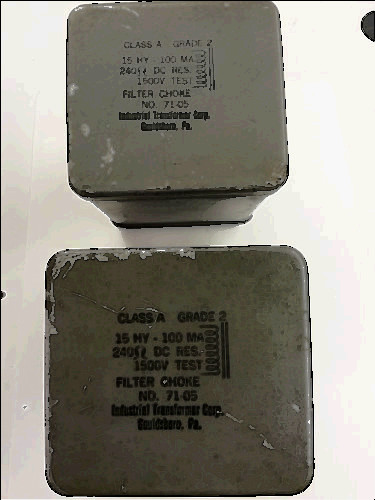 CLASS A GRADE 2
15 HY - 100 MA
240Ω DC RES.
1500V TEST
FILTER CHOKE
NO. 71-05
Industrial Transformer Corp.
Gouldsboro, Pa.
CLASS A GRADE 2
15 HY - 100 MA
240Ω DC RES.
1500V TEST
FILTER CHOKE
NO. 71-05
Industrial Transformer Corp.
Gouldsboro, Pa.